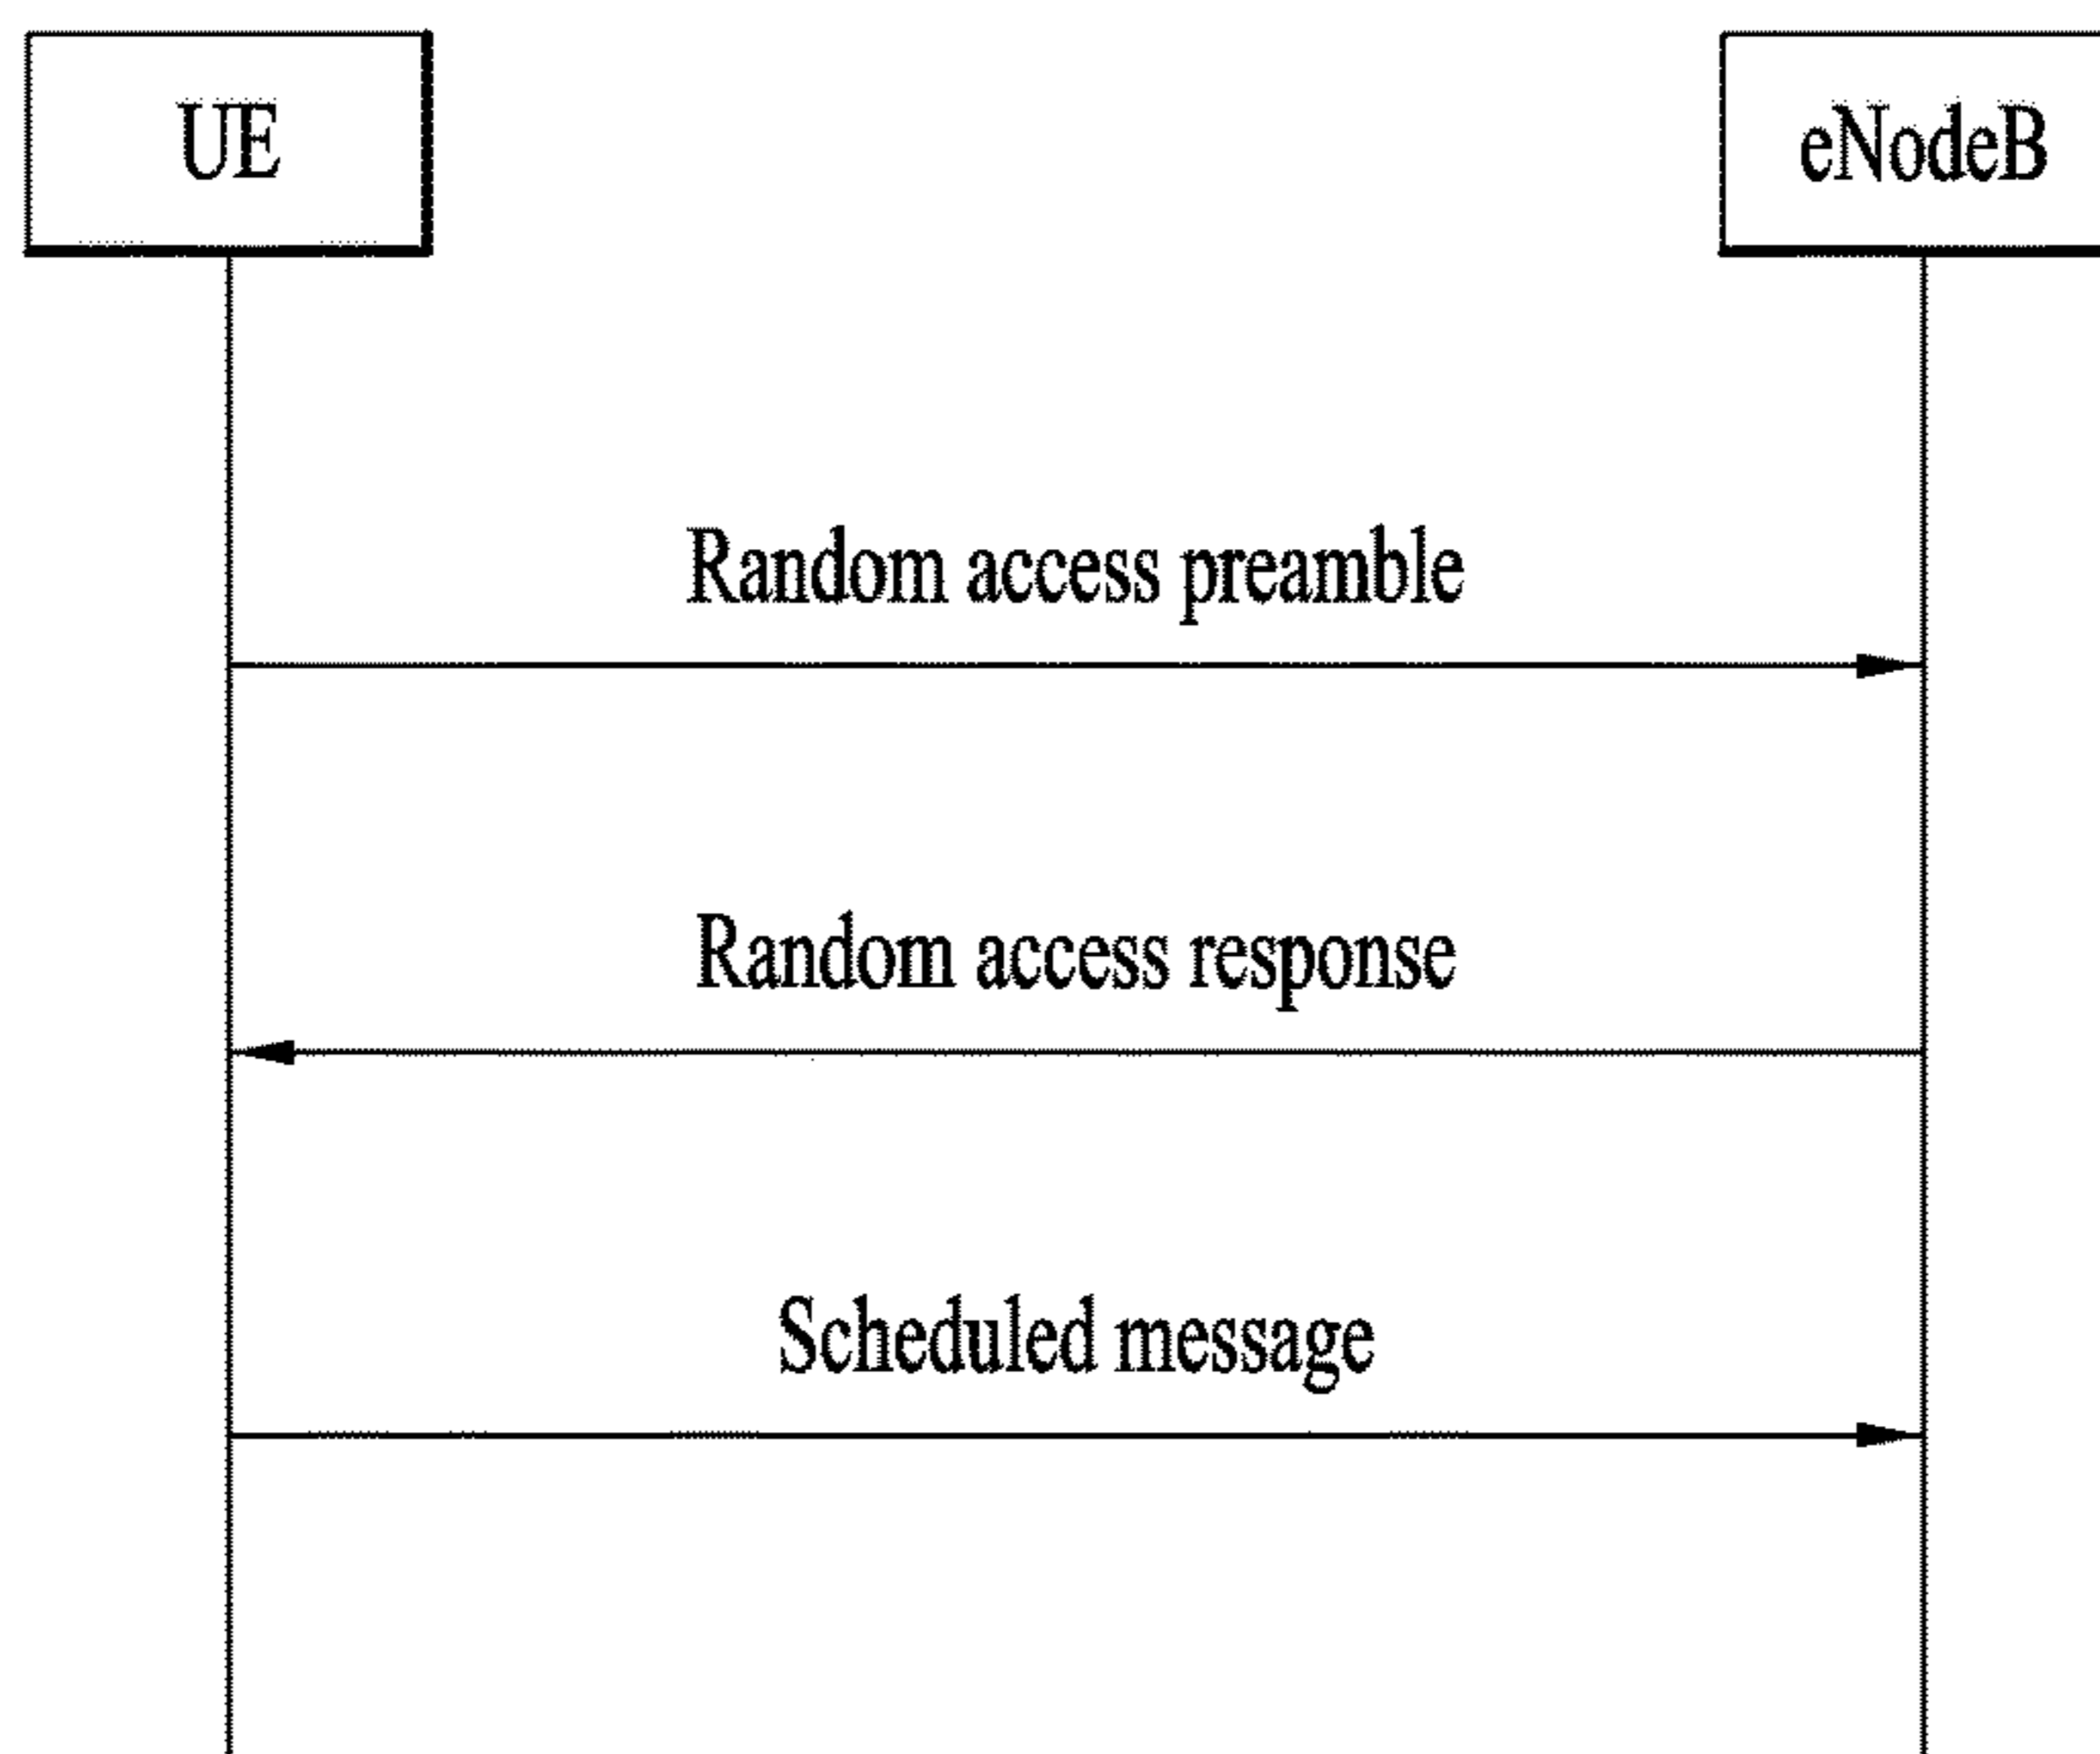 UE
eNodeB
Random access preamble
Random access response
Scheduled message